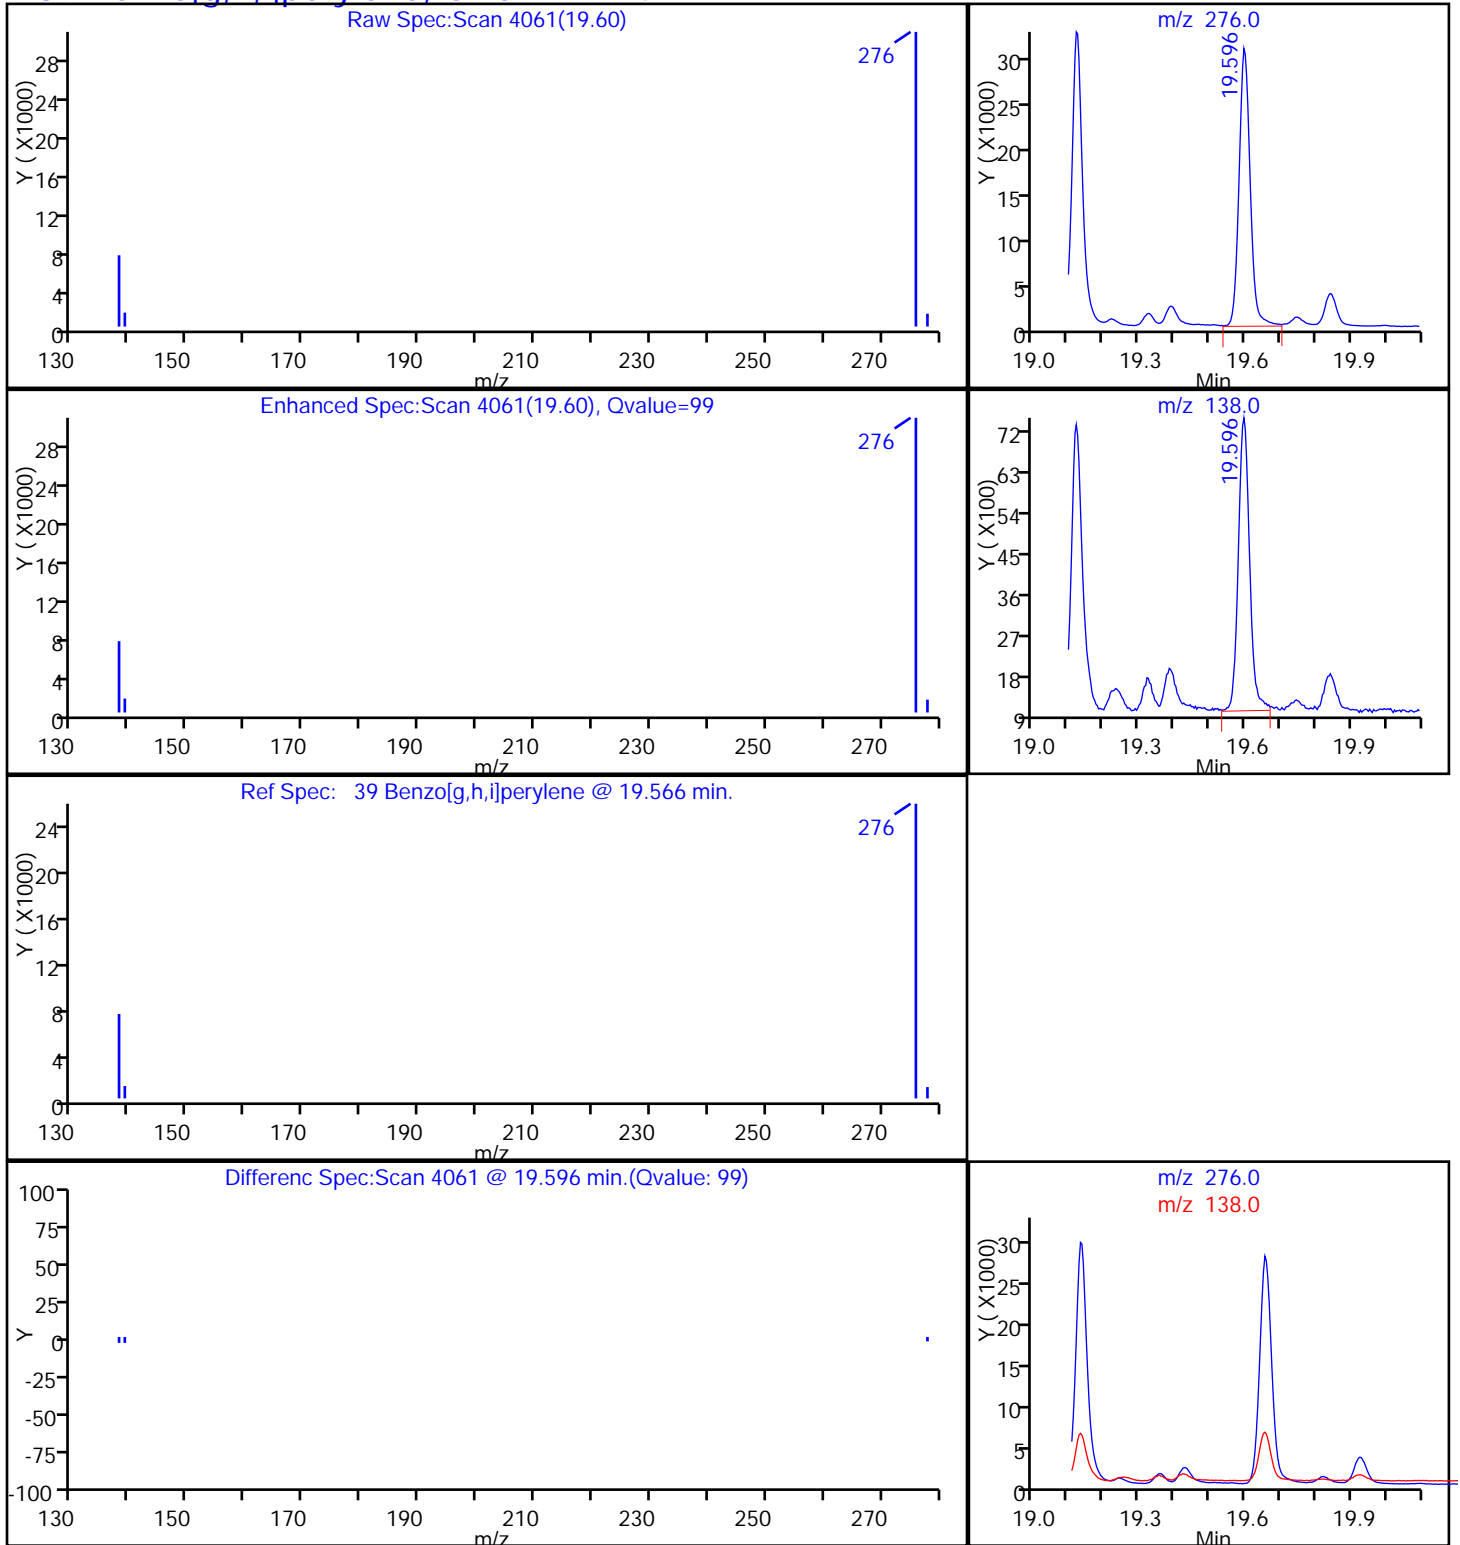 Raw Spec:Scan 4061(19.60)
276
Y ( X1000)
28
24
20
16
12
8
4
0
130 150 170 190 210 230 250 270
m/z
m/z 276.0
19.596
Y ( X1000)
30
25
20
15
10
5
0
19.0 19.3 19.6 19.9
Min
Enhanced Spec:Scan 4061(19.60), Qvalue=99
276
Y ( X1000)
28
24
20
16
12
8
4
0
130 150 170 190 210 230 250 270
m/z
m/z 138.0
19.596
Y ( X100)
72
63
54
45
36
27
18
9
19.0 19.3 19.6 19.9
Min
Ref Spec: 39 Benzo[g,h,i]perylene @ 19.566 min.
276
Y ( X1000)
24
20
16
12
8
4
0
130 150 170 190 210 230 250 270
m/z
Differenc Spec:Scan 4061 @ 19.596 min.(Qvalue: 99)
Y
100
75
50
25
0
-25
-50
-75
-100
130 150 170 190 210 230 250 270
m/z
m/z 276.0
m/z 138.0
Y ( X1000)
30
25
20
15
10
5
0
19.0 19.3 19.6 19.9
Min